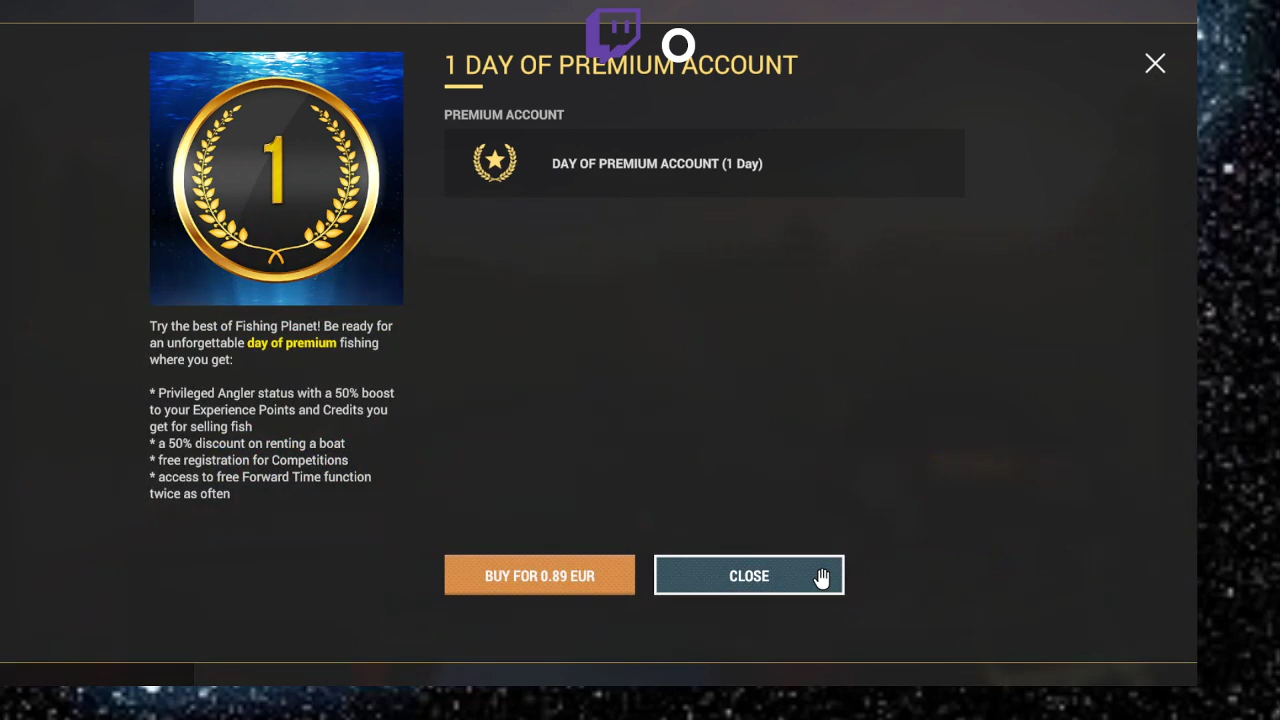 1 DAY OF PREMIUM ACCOUNT
PREMIUM ACCOUNT
DAY OF PREMIUM ACCOUNT (1 Day)
1
Try the best of Fishing Planet! Be ready for
an unforgettable day of premium fishing
where you get:
* Privileged Angler status with a 50% boost
to your Experience Points and Credits you
get for selling fish
* a 50% discount on renting a boat
* free registration for Competitions
* access to free Forward Time function
twice as often
BUY FOR 0.89 EUR
CLOSE